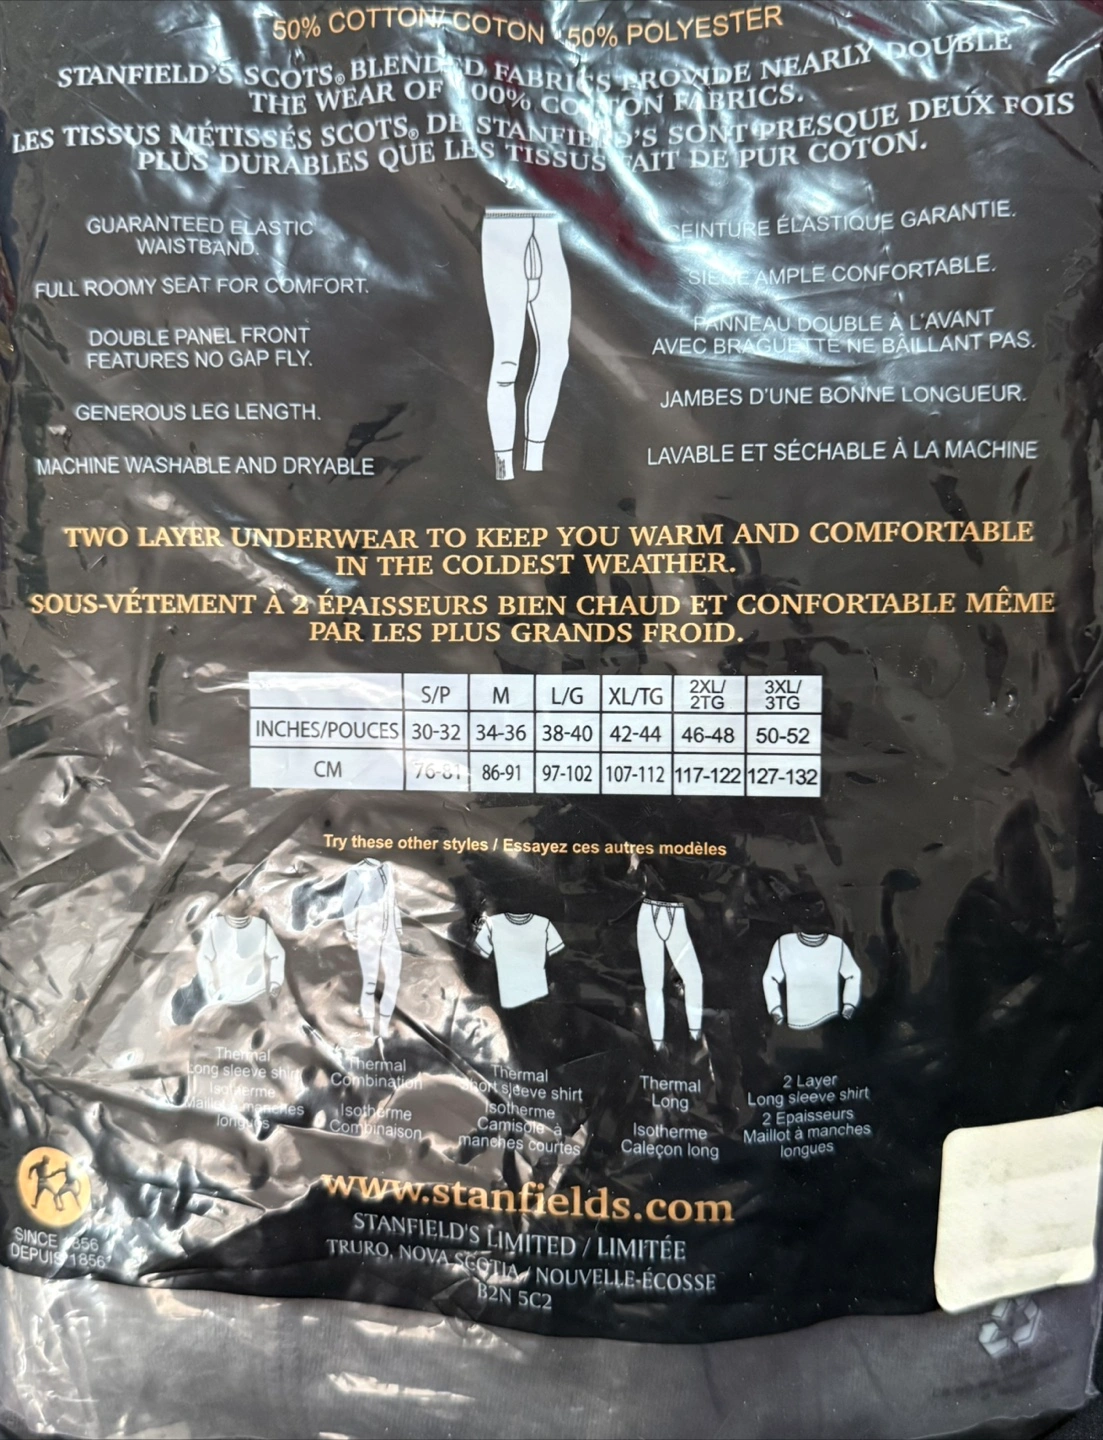 50% COTTON/ COTON 50% POLYESTER
STANFIELD'S SCOTS® BLENDED FABRICS PROVIDE NEARLY DOUBLE
THE WEAR OF 100% COTTON FABRICS.
LES TISSUS MÉTISSÉS SCOTS® DE STANFIELD'S SONT PRESQUE DEUX FOIS
PLUS DURABLES QUE LES TISSUS FAIT DE PUR COTON.
GUARANTEED ELASTIC
WAISTBAND.
FULL ROOMY SEAT FOR COMFORT.
DOUBLE PANEL FRONT
FEATURES NO GAP FLY.
GENEROUS LEG LENGTH.
MACHINE WASHABLE AND DRYABLE
CEINTURE ÉLASTIQUE GARANTIE.
SIEGE AMPLE CONFORTABLE.
PANNEAU DOUBLE À L'AVANT
AVEC BRAGUETTE NE BÂILLANT PAS.
JAMBES D'UNE BONNE LONGUEUR.
LAVABLE ET SÉCHABLE À LA MACHINE
TWO LAYER UNDERWEAR TO KEEP YOU WARM AND COMFORTABLE
IN THE COLDEST WEATHER.
SOUS-VÉTEMENT À 2 ÉPAISSEURS BIEN CHAUD ET CONFORTABLE MÊME
PAR LES PLUS GRANDS FROID.
S/P M L/G XL/TG 2XL/ 2TG 3XL/ 3TG
INCHES/POUCES 30-32 34-36 38-40 42-44 46-48 50-52
CM 76-81 86-91 97-102 107-112 117-122 127-132
Try these other styles / Essayez ces autres modèles
Thermal
Long sleeve shirt
Isotherme
Maillot à manches
longues
Thermal
Combination
Isotherme
Combinaison
Thermal
Short sleeve shirt
Isotherme
Camisole à
manches courtes
Thermal
Long
Isotherme
Caleçon long
2 Layer
Long sleeve shirt
2 Epaisseurs
Maillot à manches
longues
www.stanfields.com
STANFIELD'S LIMITED / LIMITÉE
TRURO, NOVA SCOTIA / NOUVELLE-ÉCOSSE
B2N 5C2
SINCE 1856
DEPUIS 1856